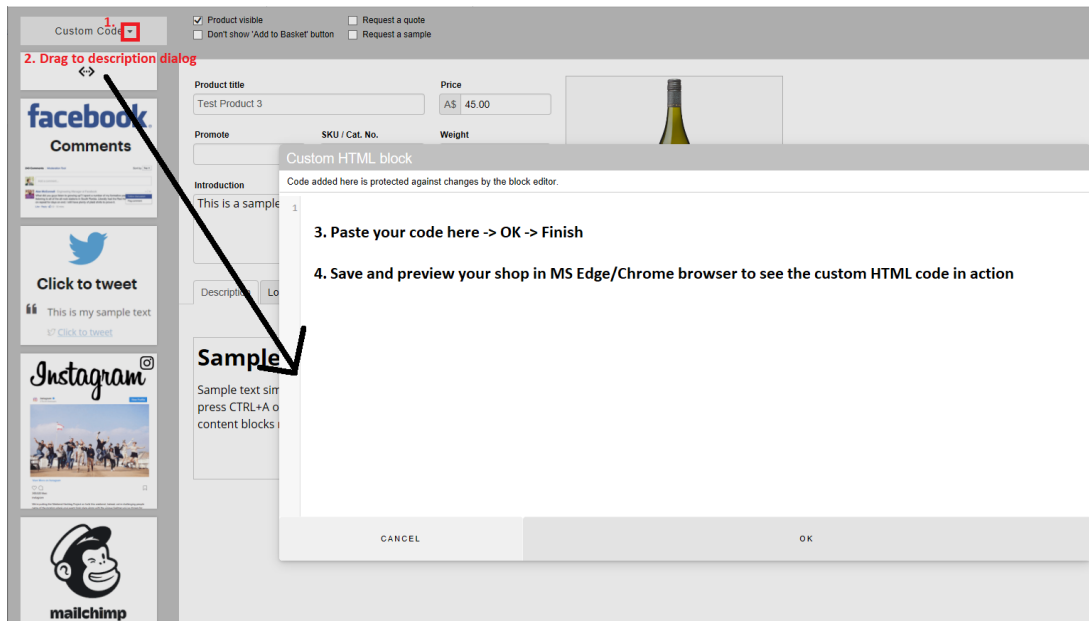 1.
Custom Code
2. Drag to description dialog
<·>
facebook
Comments
Click to tweet
This is my sample text
Click to tweet
Instagram
mailchimp
Product visible
Request a quote
Don't show 'Add to Basket' button
Request a sample
Product title
Price
Test Product 3
A$ 45.00
Promote
SKU / Cat. No.
Weight
Introduction
This is a sample
Description
Lo
Sample
Sample text sim
press CTRL+A o
content blocks
Custom HTML block
Code added here is protected against changes by the block editor.
1
3. Paste your code here -> OK -> Finish
4. Save and preview your shop in MS Edge/Chrome browser to see the custom HTML code in action
CANCEL
OK